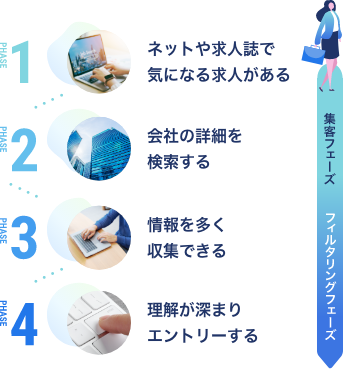 PHASE
1
ネットや求人誌で
気になる求人がある
PHASE
2
会社の詳細を
検索する
PHASE
3
情報を多く
収集できる
PHASE
4
理解が深まり
エントリーする
集客フェーズ
フィルタリングフェーズ